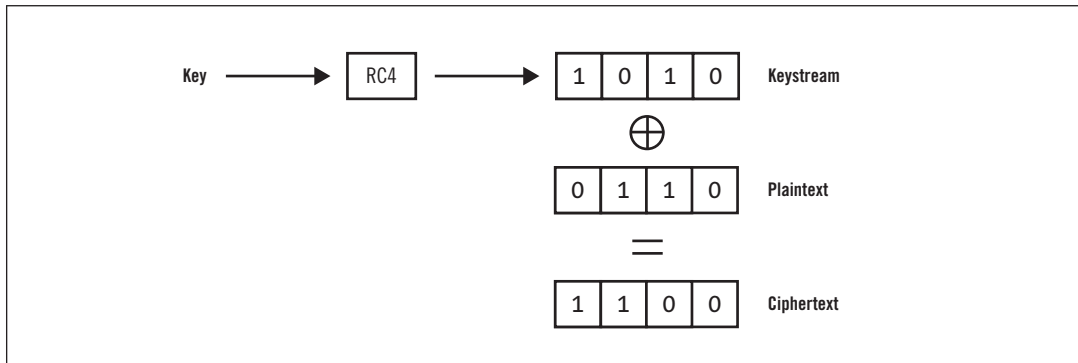 Key RC4 1 0 1 0 Keystream
0 1 1 0 Plaintext
1 1 0 0 Ciphertext